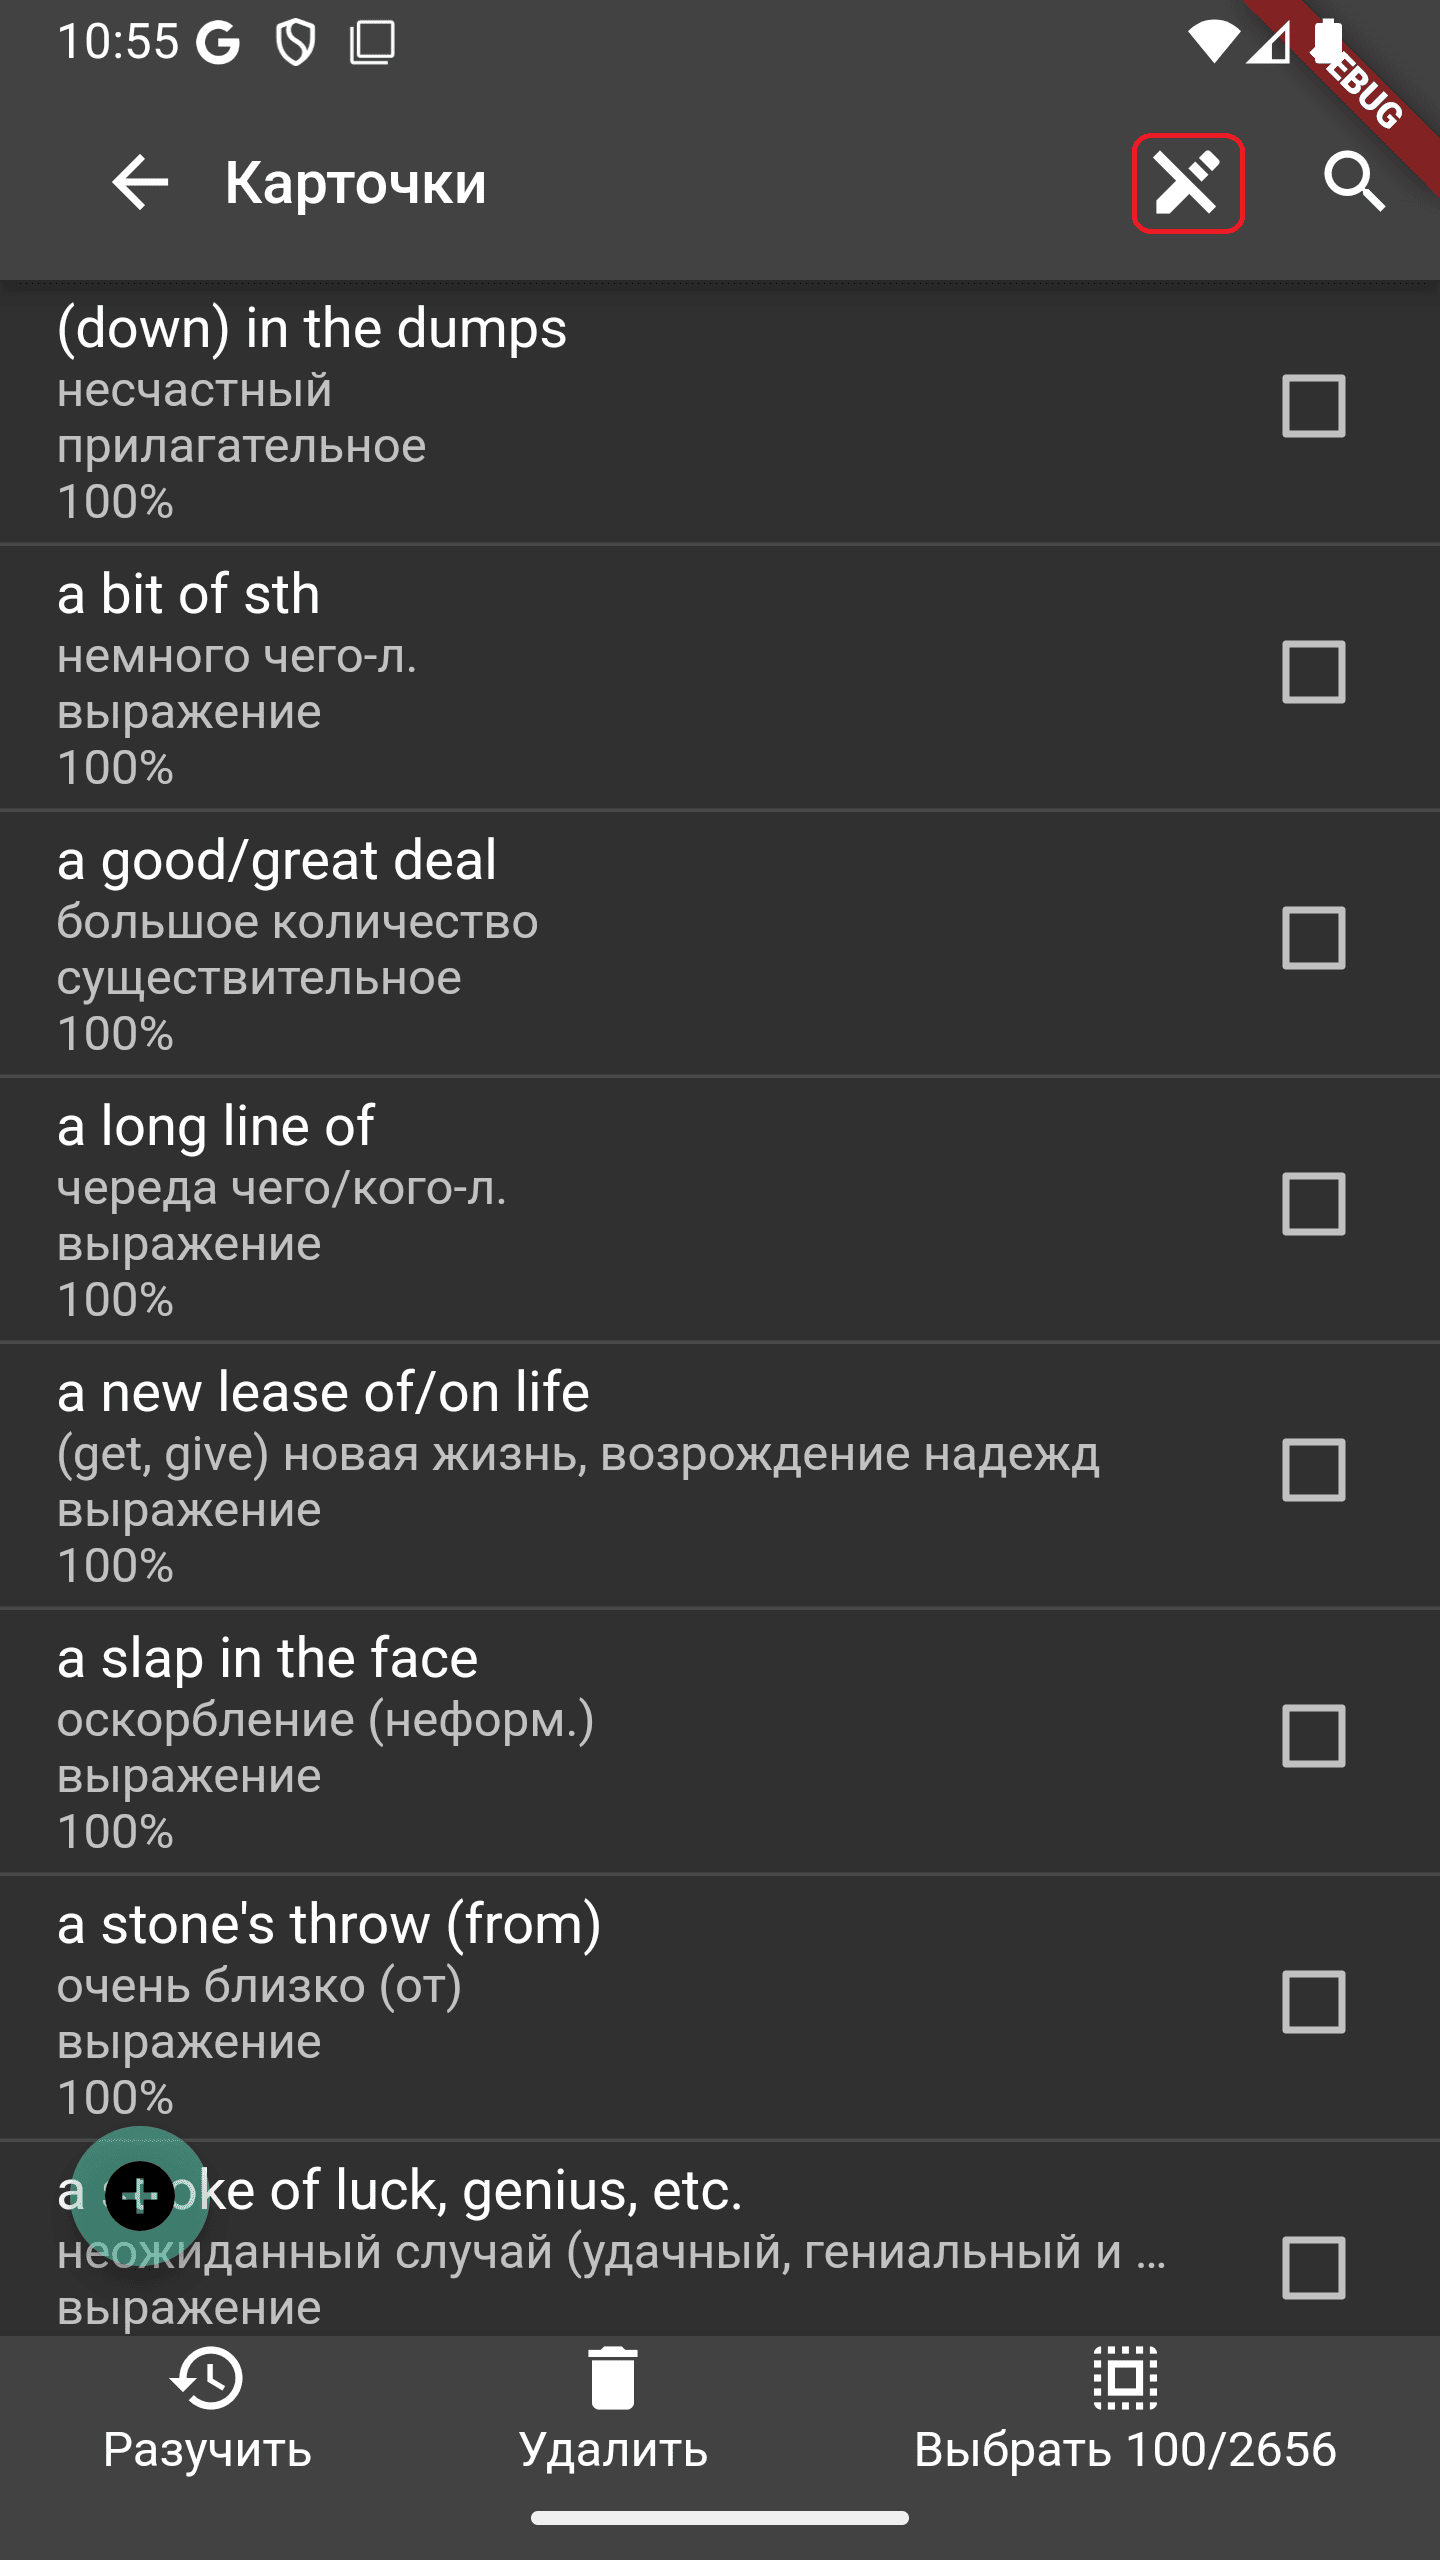 10:55
EBUG
Карточки
(down) in the dumps
несчастный
прилагательное
100%
a bit of sth
немного чего-л.
выражение
100%
a good/great deal
большое количество
существительное
100%
a long line of
череда чего/кого-л.
выражение
100%
a new lease of/on life
(get, give) новая жизнь, возрождение надежд
выражение
100%
a slap in the face
оскорбление (неформ.)
выражение
100%
a stone's throw (from)
очень близко (от)
выражение
100%
a ke of luck, genius, etc.
неожиданный случай (удачный, гениальный и ...
выражение
Разучить
Удалить
Выбрать 100/2656